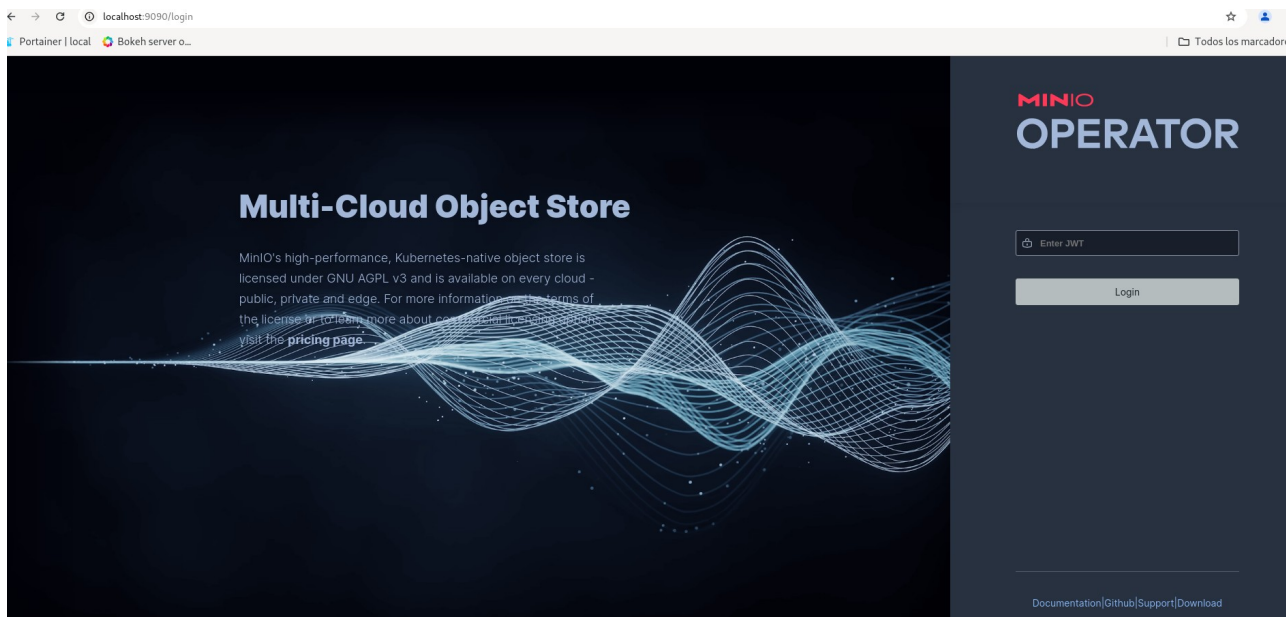 localhost:9090/login
Portainer | local Bokeh server o... Todos los marcadore
MINIO
OPERATOR
Multi-Cloud Object Store
MinIO's high-performance, Kubernetes-native object store is
licensed under GNU AGPL v3 and is available on every cloud -
public, private and edge. For more information on the terms of
the license or to learn more about commercial licensing options
visit the pricing page.
Enter JWT
Login
Documentation|Github|Support|Download